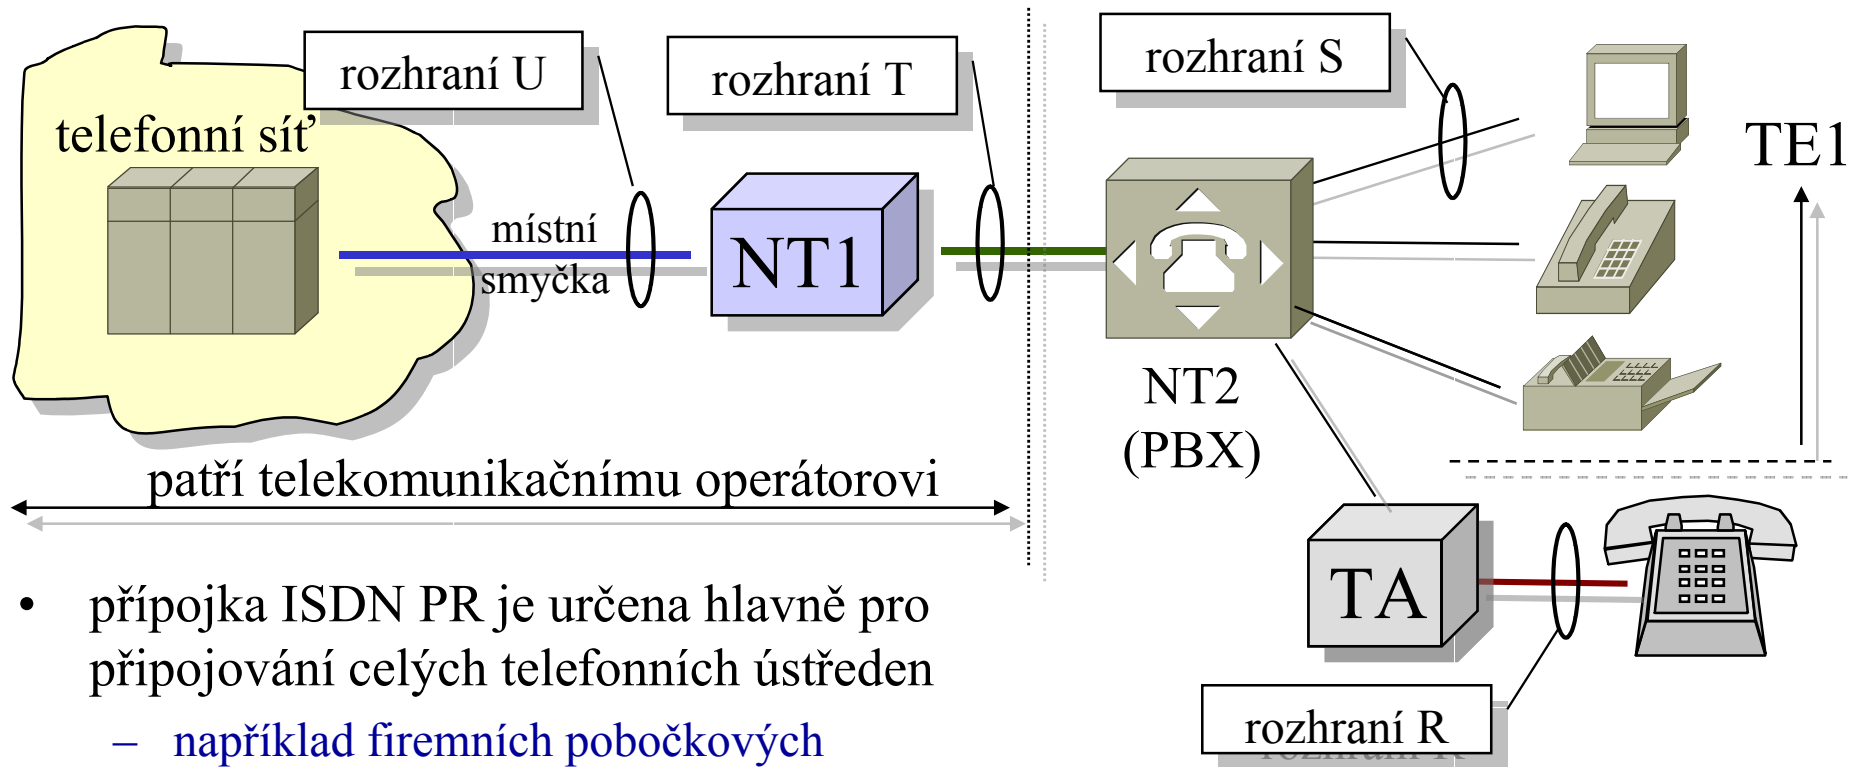 rozhraní U
rozhraní T
rozhraní S
telefonní síť
TE1
místní
smyčka
NT1
NT2
(PBX)
patří telekomunikačnímu operátorovi
TA
rozhraní R
• přípojka ISDN PR je určena hlavně pro
připojování celých telefonních ústředen
– například firemních pobočkových